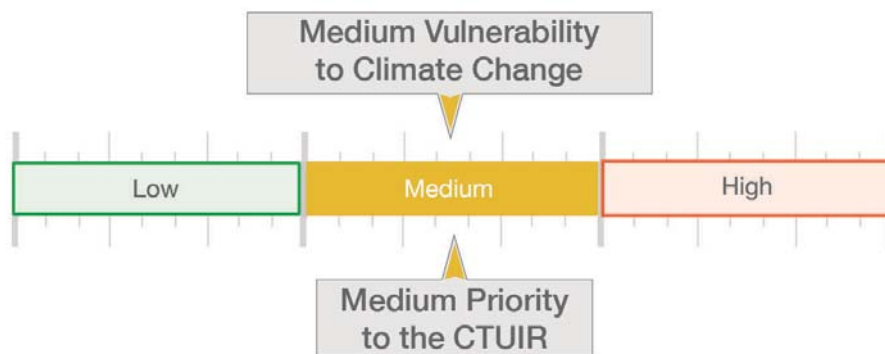 Medium Vulnerability
to Climate Change
Low
Medium
High
Medium Priority
to the CTUIR